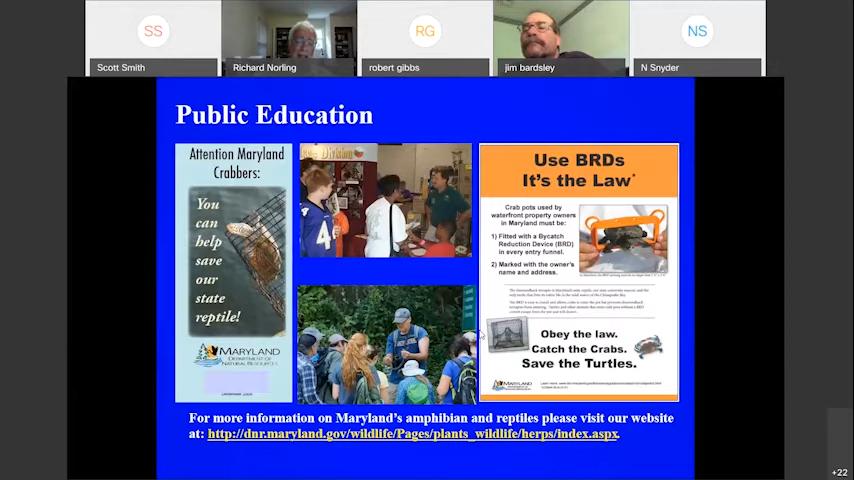 SS
RG
NS
Scott Smith
Richard Norling
robert gibbs
jim bardsley
N Snyder
Public Education
Attention Maryland
Crabbers:
You
can
help
save
our
state
reptile!
MARYLAND
DEPARTMENT OF
NATURAL RESOURCES
Division
4
Use BRDs
It's the Law*
Crab pots used by
waterfront property owners
in Maryland must be:
1) Fitted with a Bycatch
Reduction Device (BRD)
in every entry funnel.
2) Marked with the owner's
name and address.
Obey the law.
Catch the Crabs.
Save the Turtles.
MARYLAND
For more information on Maryland's amphibian and reptiles please visit our website
at: http://dnr.maryland.gov/wildlife/Pages/plants_wildlife/herps/index.aspx.
+22